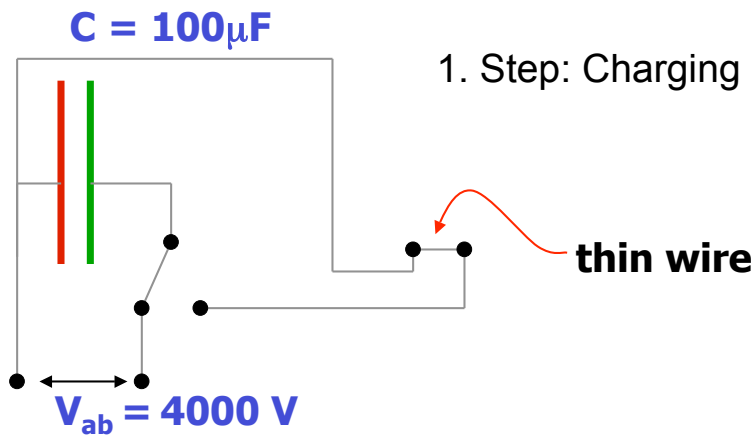 C = 100μF
1. Step: Charging
thin wire
Vab = 4000 V